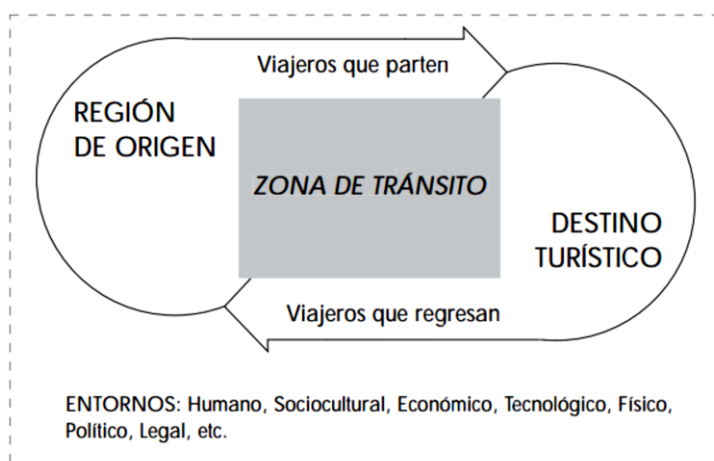 Viajeros que parten
REGIÓN
DE ORIGEN
ZONA DE TRÁNSITO
DESTINO
TURÍSTICO
Viajeros que regresan
ENTORNOS: Humano, Sociocultural, Económico, Tecnológico, Físico,
Político, Legal, etc.